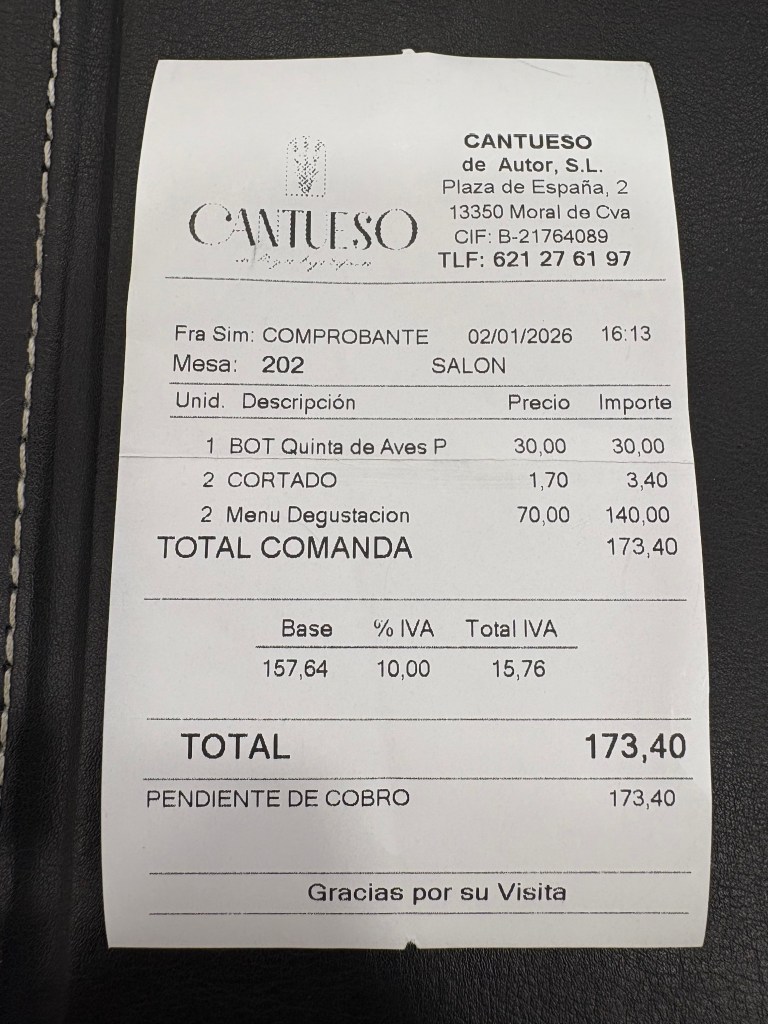 CANTUESO
CANTUESO
de Autor, S.L.
Plaza de España, 2
13350 Moral de Cva
CIF: B-21764089
TLF: 621 27 61 97
Fra Sim: COMPROBANTE 02/01/2026 16:13
Mesa: 202 SALON
Unid. Descripción Precio Importe
1 BOT Quinta de Aves P 30,00 30,00
2 CORTADO 1,70 3,40
2 Menu Degustacion 70,00 140,00
TOTAL COMANDA 173,40
Base % IVA Total IVA
157,64 10,00 15,76
TOTAL 173,40
PENDIENTE DE COBRO 173,40
Gracias por su Visita